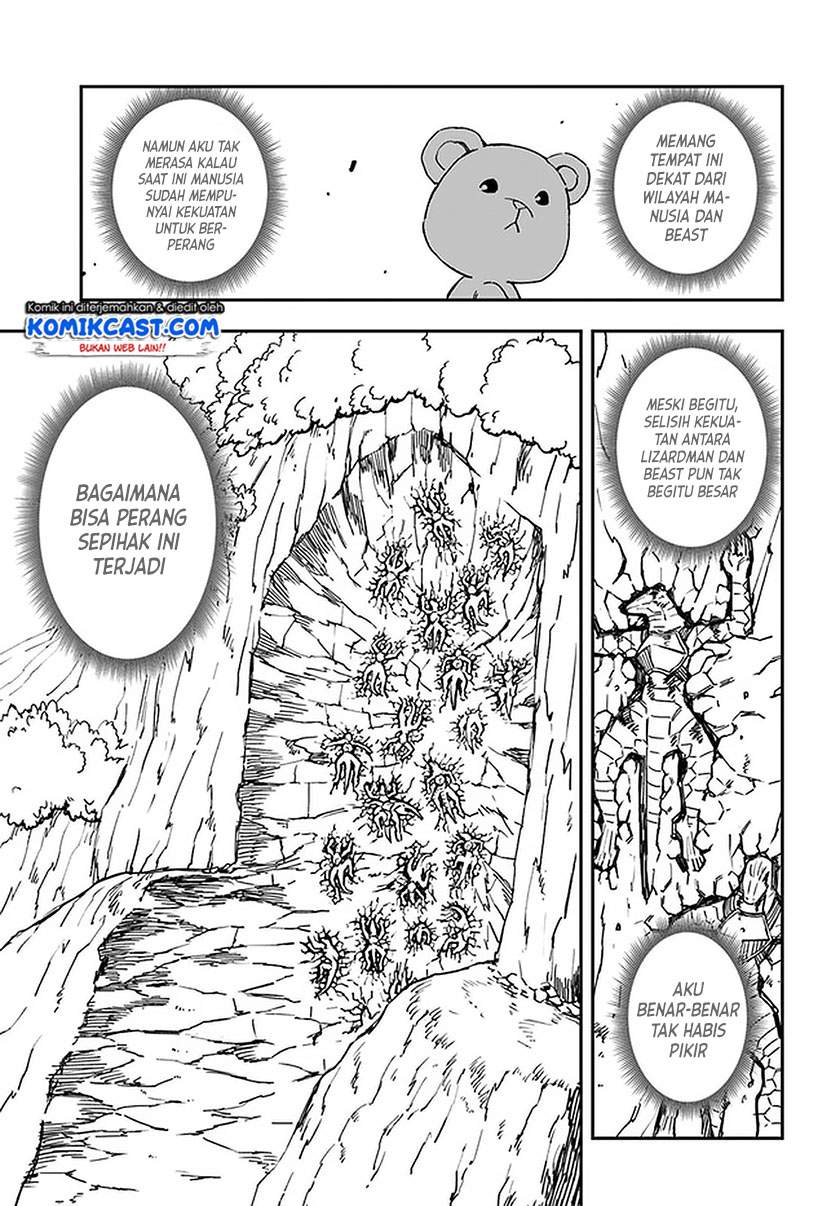 MEMANG
TEMPAT INI
DEKAT DARI
WILAYAH MA-
NUSIA DAN
BEAST
NAMUN AKU TAK
MERASA KALAU
SAAT INI MANUSIA
SUDAH MEMPU-
NYAI KEKUATAN
UNTUK BER-
PERANG
Komik ini diterjemahkan & diedit oleh
KOMIKCAST.COM
BUKAN WEB LAIN!!
MESKI BEGITU,
SELISIH KEKUA-
TAN ANTARA
LIZARDMAN DAN
BEAST PUN TAK
BEGITU BESAR
AKU
BENAR-BENAR
TAK HABIS
PIKIR
BAGAIMANA
BISA PERANG
SEPIHAK INI
TERJADI